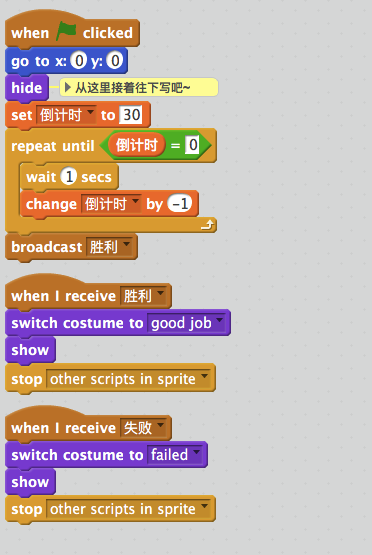 when clicked
go to x: 0 y: 0
hide 从这里接着往下写吧~
set 倒计时 to 30
repeat until 倒计时 = 0
wait 1 secs
change 倒计时 by -1
broadcast 胜利
when I receive 胜利
switch costume to good job
show
stop other scripts in sprite
when I receive 失败
switch costume to failed
show
stop other scripts in sprite